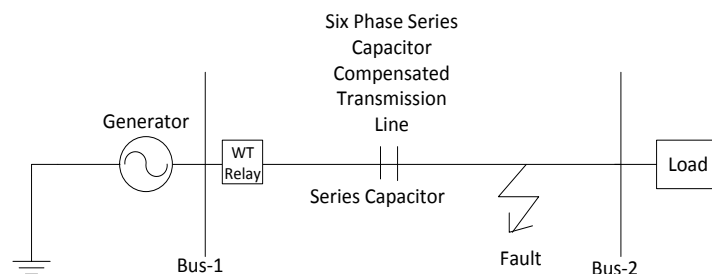 Six Phase Series
Capacitor
Compensated
Transmission
Line
Generator
WT
Relay
Load
Series Capacitor
Fault
Bus-1
Bus-2